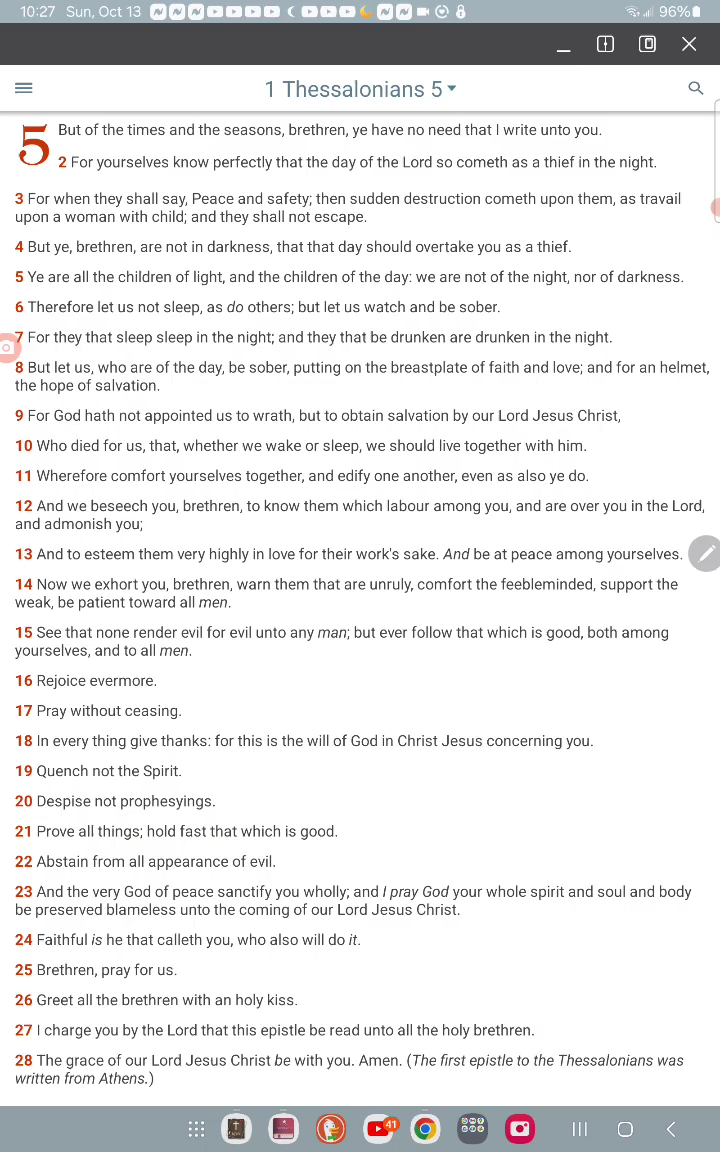 10:27 Sun, Oct 13 96%
1 Thessalonians 5
5 But of the times and the seasons, brethren, ye have no need that I write unto you.
2 For yourselves know perfectly that the day of the Lord so cometh as a thief in the night.
3 For when they shall say, Peace and safety; then sudden destruction cometh upon them, as travail
upon a woman with child; and they shall not escape.
4 But ye, brethren, are not in darkness, that that day should overtake you as a thief.
5 Ye are all the children of light, and the children of the day: we are not of the night, nor of darkness.
6 Therefore let us not sleep, as do others; but let us watch and be sober.
7 For they that sleep sleep in the night; and they that be drunken are drunken in the night.
8 But let us, who are of the day, be sober, putting on the breastplate of faith and love; and for an helmet,
the hope of salvation.
9 For God hath not appointed us to wrath, but to obtain salvation by our Lord Jesus Christ,
10 Who died for us, that, whether we wake or sleep, we should live together with him.
11 Wherefore comfort yourselves together, and edify one another, even as also ye do.
12 And we beseech you, brethren, to know them which labour among you, and are over you in the Lord,
and admonish you;
13 And to esteem them very highly in love for their work's sake. And be at peace among yourselves.
14 Now we exhort you, brethren, warn them that are unruly, comfort the feebleminded, support the
weak, be patient toward all men.
15 See that none render evil for evil unto any man; but ever follow that which is good, both among
yourselves, and to all men.
16 Rejoice evermore.
17 Pray without ceasing.
18 In every thing give thanks: for this is the will of God in Christ Jesus concerning you.
19 Quench not the Spirit.
20 Despise not prophesyings.
21 Prove all things; hold fast that which is good.
22 Abstain from all appearance of evil.
23 And the very God of peace sanctify you wholly; and I pray God your whole spirit and soul and body
be preserved blameless unto the coming of our Lord Jesus Christ.
24 Faithful is he that calleth you, who also will do it.
25 Brethren, pray for us.
26 Greet all the brethren with an holy kiss.
27 I charge you by the Lord that this epistle be read unto all the holy brethren.
28 The grace of our Lord Jesus Christ be with you. Amen. (The first epistle to the Thessalonians was
written from Athens.)
41